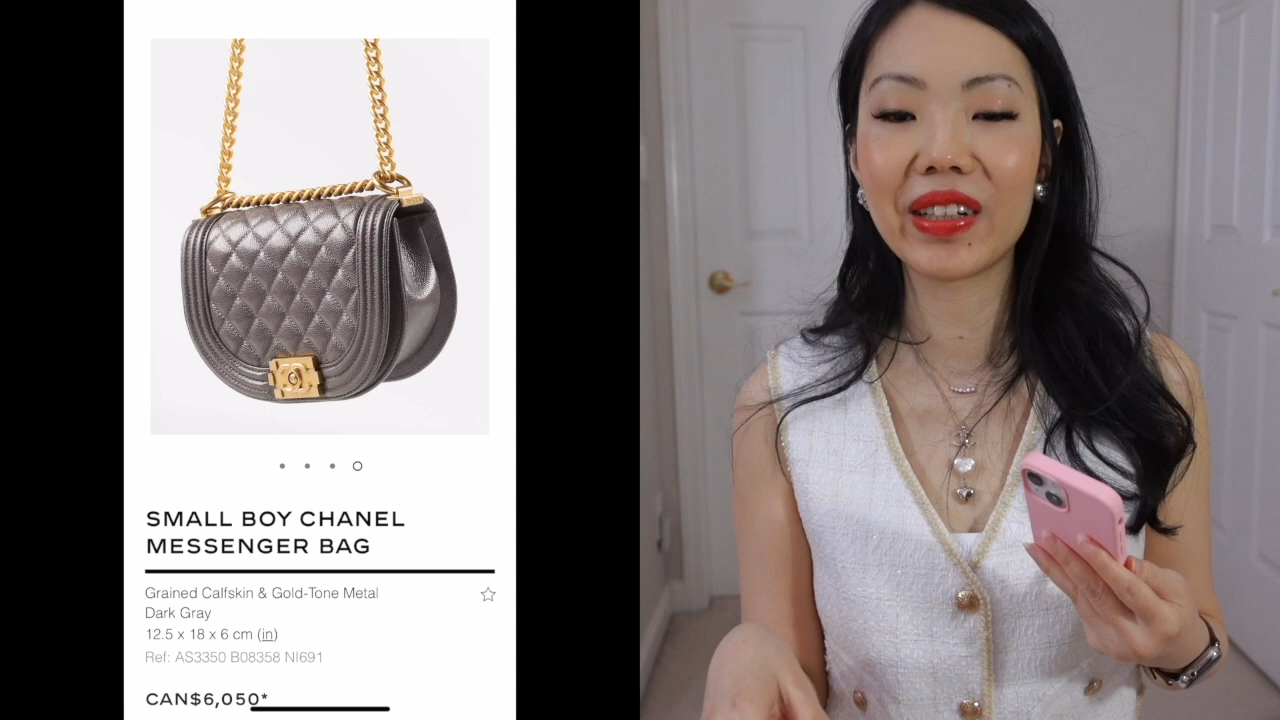 SMALL BOY CHANEL
MESSENGER BAG
Grained Calfskin & Gold-Tone Metal
Dark Gray
12.5 x 18 x 6 cm (in)
Ref: AS3350 B08358 NI691
CAN$6,050*